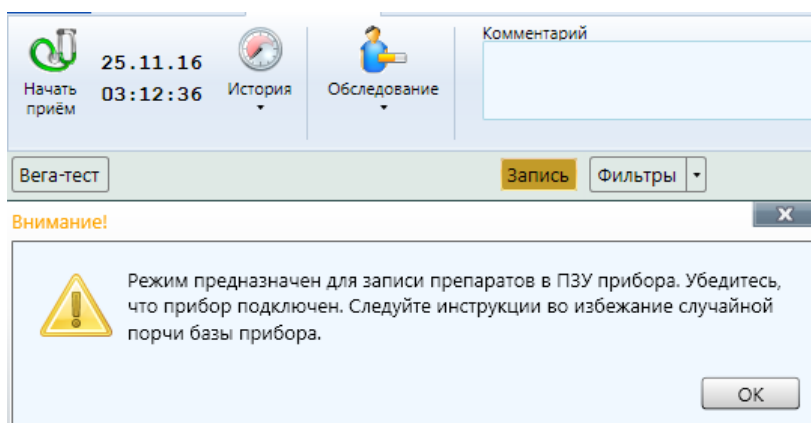 Комментарий
25.11.16
03:12:36
Начать
приём
История
Обследование
Вега-тест
Запись
Фильтры
Внимание!
x
Режим предназначен для записи препаратов в ПЗУ прибора. Убедитесь,
что прибор подключен. Следуйте инструкции во избежание случайной
порчи базы прибора.
OK